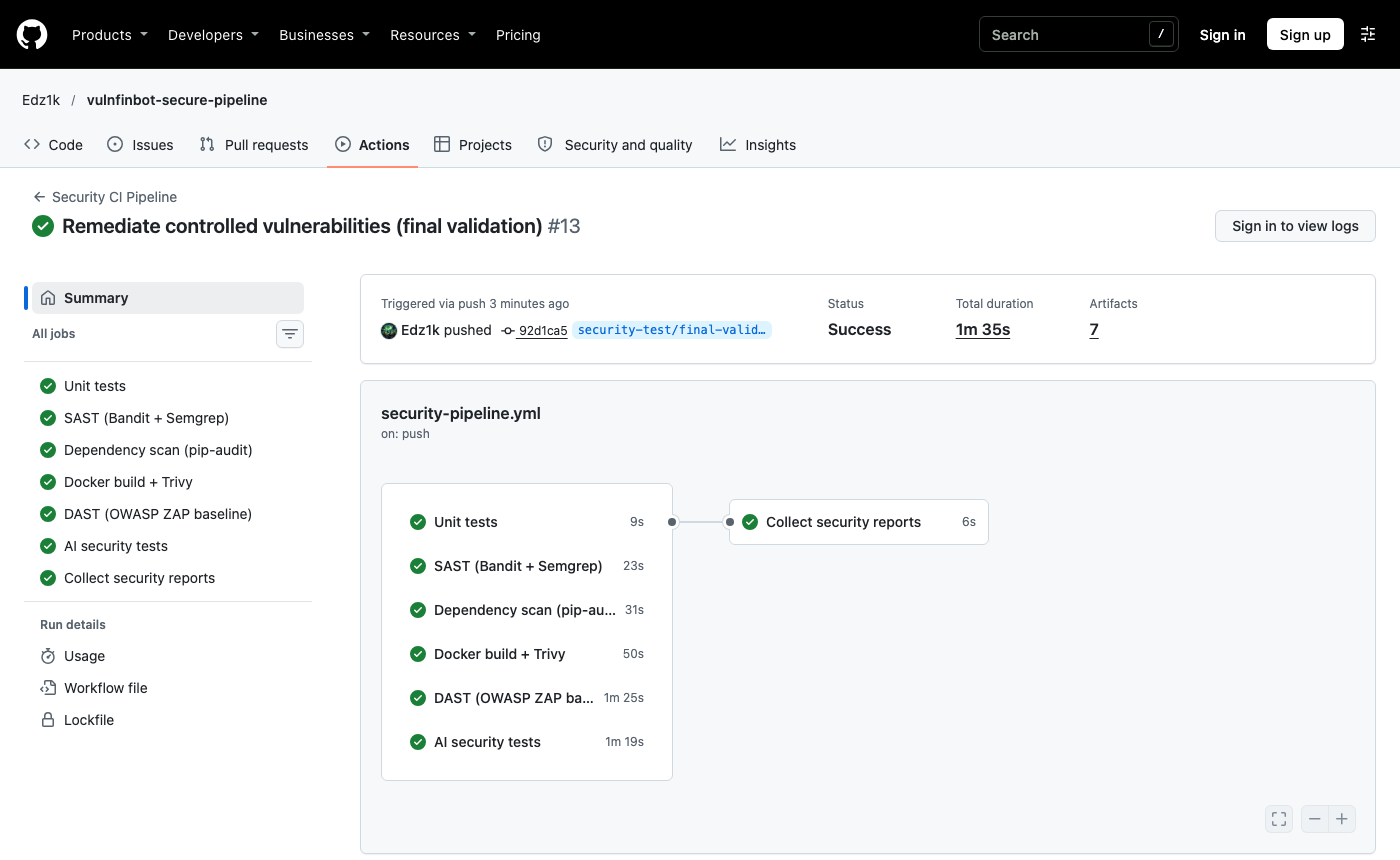 Products Developers Businesses Resources Pricing Search / Sign in Sign up
Edz1k / vulnfinbot-secure-pipeline
Code Issues Pull requests Actions Projects Security and quality Insights
Security CI Pipeline
Remediate controlled vulnerabilities (final validation) #13
Sign in to view logs
Summary
All jobs
Unit tests
SAST (Bandit + Semgrep)
Dependency scan (pip-audit)
Docker build + Trivy
DAST (OWASP ZAP baseline)
AI security tests
Collect security reports
Run details
Usage
Workflow file
Lockfile
Triggered via push 3 minutes ago
Edz1k pushed 92d1ca5 security-test/final-valid…
Status
Success
Total duration
1m 35s
Artifacts
7
security-pipeline.yml
on: push
Unit tests 9s
SAST (Bandit + Semgrep) 23s
Dependency scan (pip-au... 31s
Docker build + Trivy 50s
DAST (OWASP ZAP ba... 1m 25s
AI security tests 1m 19s
Collect security reports 6s